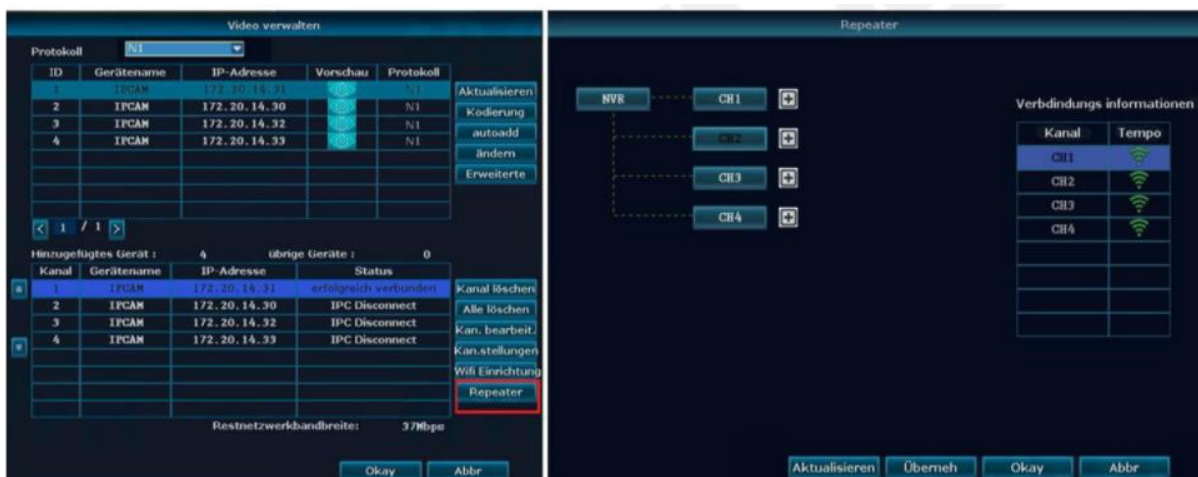 Video verwalten
Protokoll N1
ID Gerätename IP-Adresse Vorschau Protokoll
1 IPCAM 172.20.14.31 N1
2 IPCAM 172.20.14.30 N1
3 IPCAM 172.20.14.32 N1
4 IPCAM 172.20.14.33 N1
Aktualisieren
Kodierung
autoadd
ändern
Erweiterte
< 1 / 1 >
Hinzugefügtes Gerät : 4 übrige Geräte : 0
Kanal Gerätename IP-Adresse Status
1 IPCAM 172.20.14.31 erfolgreich verbunden
2 IPCAM 172.20.14.30 IPC Disconnect
3 IPCAM 172.20.14.32 IPC Disconnect
4 IPCAM 172.20.14.33 IPC Disconnect
Kanal löschen
Alle löschen
Kan. bearbeit.
Kan.stellungen
Wifi Einrichtung
Repeater
Restnetzwerkbandbreite: 37Mbps
Okay Abbr
Repeater
NVR CH1
CH2
CH3
CH4
Verbdindungs informationen
Kanal Tempo
CH1
CH2
CH3
CH4
Aktualisieren Überneh Okay Abbr